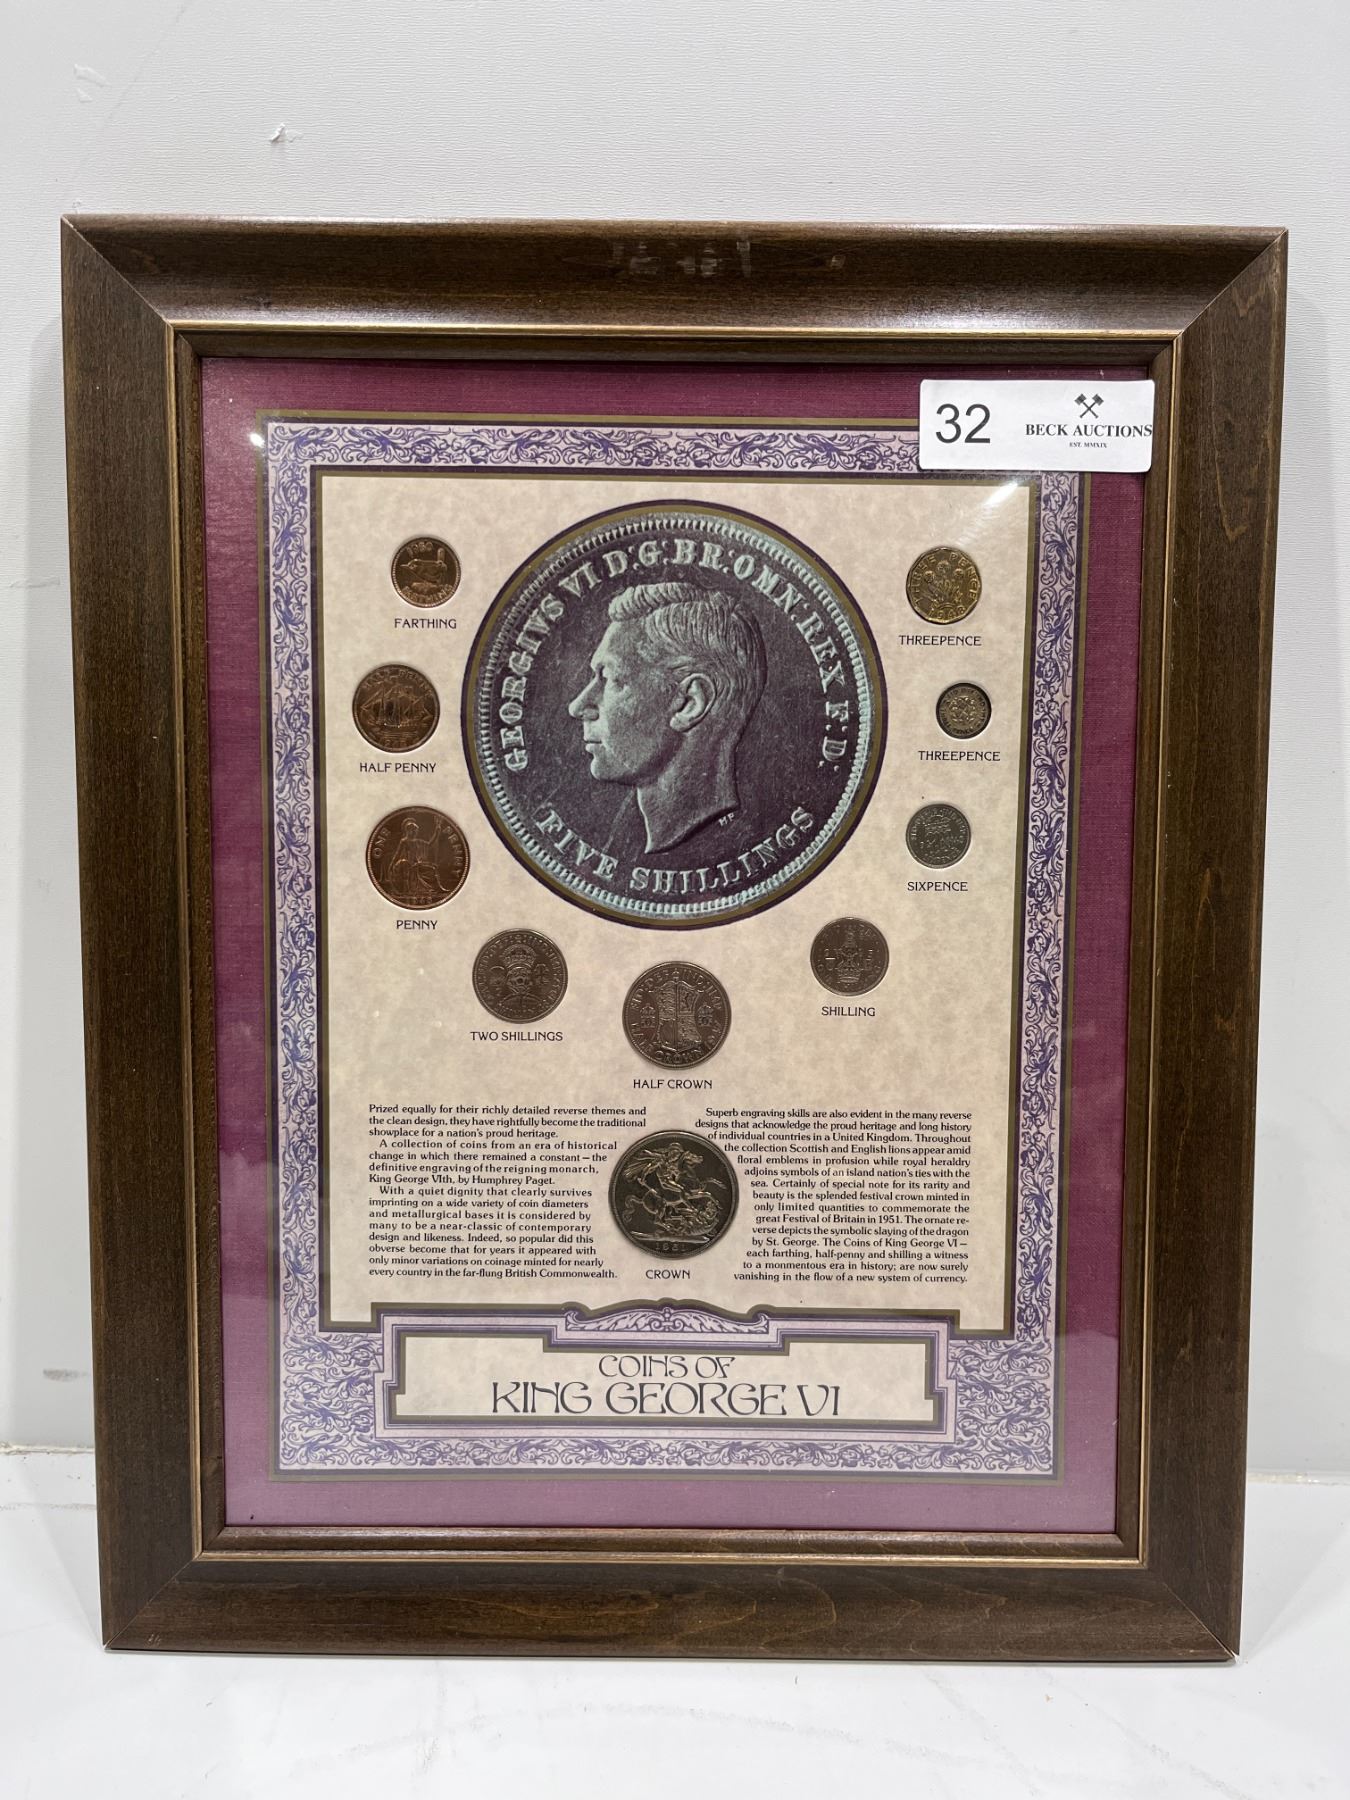 32
BECK AUCTIONS
EST. MMXIX
GEORGIVS VI D:G:BR:OMN:REX F.D.
FIVE SHILLINGS
HP
FARTHING
THREE PENCE
THREEPENCE
HALF PENNY
THREEPENCE
ONE PENNY
PENNY
SIXPENCE
TWO SHILLINGS
SHILLING
HALF CROWN
HALF CROWN
Prized equally for their richly detailed reverse themes and
the clean design, they have rightfully become the traditional
showplace for a nation's proud heritage.
A collection of coins from an era of historical
change in which there remained a constant — the
definitive engraving of the reigning monarch,
King George VIth, by Humphrey Paget.
With a quiet dignity that clearly survives
imprinting on a wide variety of coin diameters
and metallurgical bases it is considered by
many to be a near-classic of contemporary
design and likeness. Indeed, so popular did this
obverse become that for years it appeared with
only minor variations on coinage minted for nearly
every country in the far-flung British Commonwealth.
1951
CROWN
Superb engraving skills are also evident in the many reverse
designs that acknowledge the proud heritage and long history
of individual countries in a United Kingdom. Throughout
the collection Scottish and English lions appear amid
floral emblems in profusion while royal heraldry
adjoins symbols of an island nation's ties with the
sea. Certainly of special note for its rarity and
beauty is the splendid festival crown minted in
only limited quantities to commemorate the
great Festival of Britain in 1951. The ornate re-
verse depicts the symbolic slaying of the dragon
by St. George. The Coins of King George VI —
each farthing, half-penny and shilling a witness
to a monmentous era in history; are now surely
vanishing in the flow of a new system of currency.
COINS OF
KING GEORGE VI